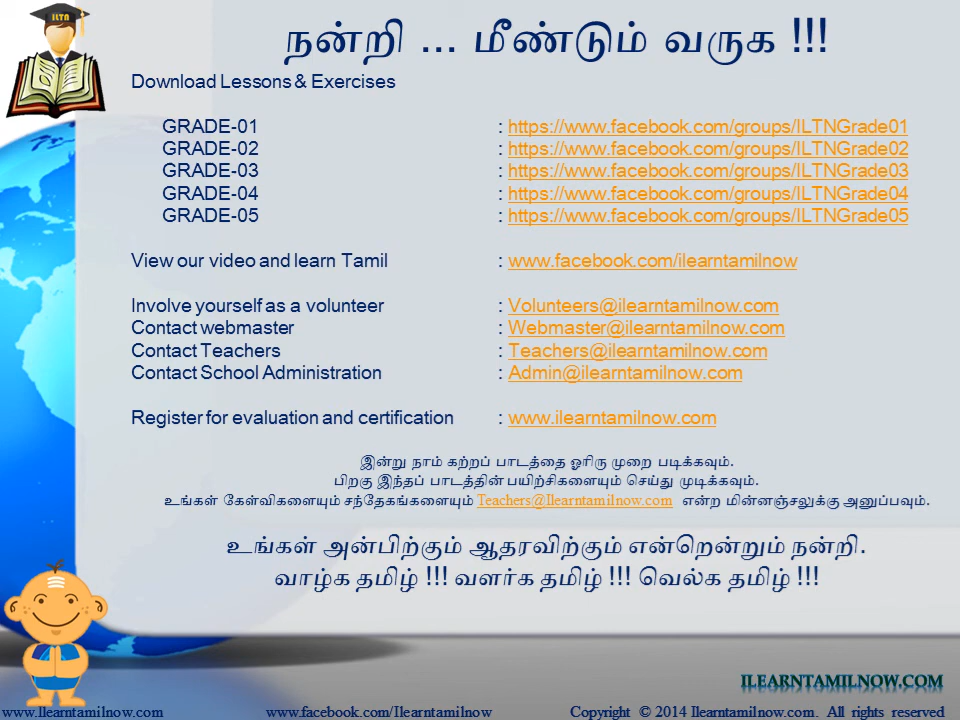 ILTN
நன்றி ... மீண்டும் வருக !!!
Download Lessons & Exercises
GRADE-01 : https://www.facebook.com/groups/ILTNGrade01
GRADE-02 : https://www.facebook.com/groups/ILTNGrade02
GRADE-03 : https://www.facebook.com/groups/ILTNGrade03
GRADE-04 : https://www.facebook.com/groups/ILTNGrade04
GRADE-05 : https://www.facebook.com/groups/ILTNGrade05
View our video and learn Tamil : www.facebook.com/ilearntamilnow
Involve yourself as a volunteer : Volunteers@ilearntamilnow.com
Contact webmaster : Webmaster@ilearntamilnow.com
Contact Teachers : Teachers@ilearntamilnow.com
Contact School Administration : Admin@ilearntamilnow.com
Register for evaluation and certification : www.ilearntamilnow.com
இன்று நாம் கற்றப் பாடத்தை ஓரிரு முறை படிக்கவும்.
பிறகு இந்தப் பாடத்தின் பயிற்சிகளையும் செய்து முடிக்கவும்.
உங்கள் கேள்விகளையும் சந்தேகங்களையும் Teachers@Ilearntamilnow.com என்ற மின்னஞ்சலுக்கு அனுப்பவும்.
உங்கள் அன்பிற்கும் ஆதரவிற்கும் என்றென்றும் நன்றி.
வாழ்க தமிழ் !!! வளர்க தமிழ் !!! வெல்க தமிழ் !!!
ILEARNTAMILNOW.COM
www.Ilearntamilnow.com www.facebook.com/Ilearntamilnow Copyright © 2014 Ilearntamilnow.com. All rights reserved